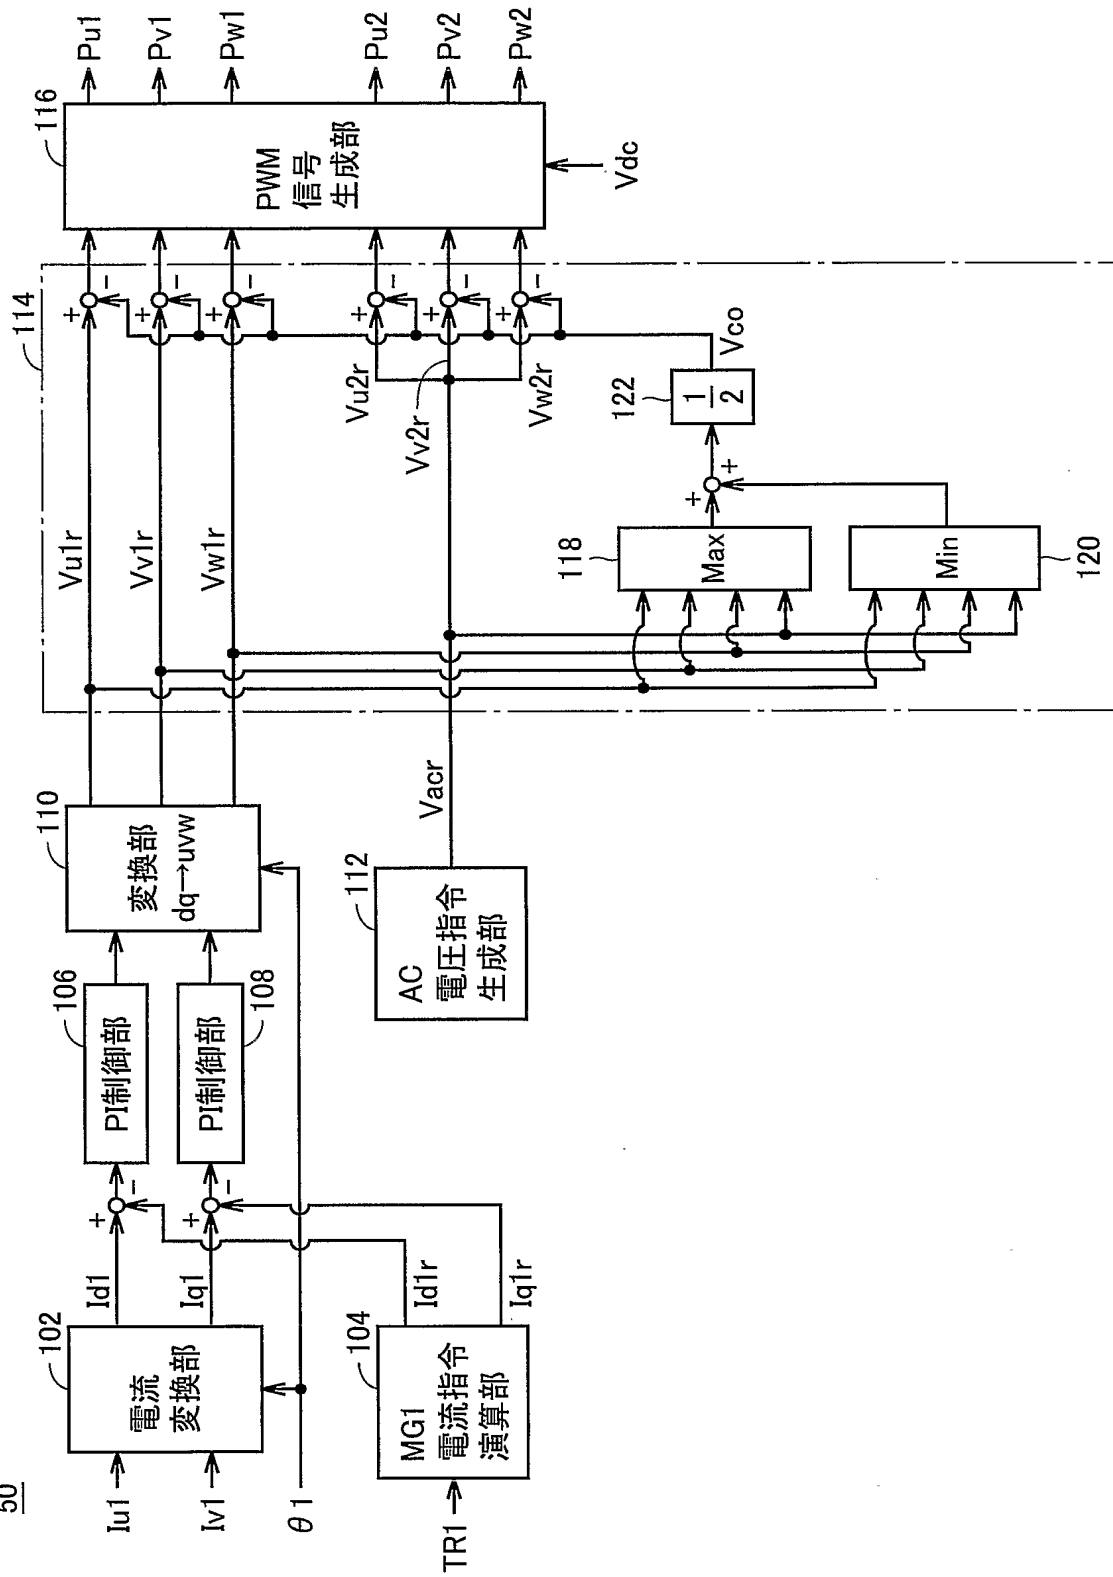 50
Iu1
Iv1
θ1
TR1
102
電流
変換部
104
MG1
電流指令
演算部
Id1
Iq1
Id1r
Iq1r
+
−
+
−
106
PI制御部
108
PI制御部
110
変換部
dq→uvw
112
AC
電圧指令
生成部
Vacr
114
Vu1r
Vv1r
Vw1r
118
Max
120
Min
+
+
122
1
2
Vco
Vu2r
Vv2r
Vw2r
+
−
+
−
+
−
+
−
+
−
+
−
116
PWM
信号
生成部
Vdc
Pu1
Pv1
Pw1
Pu2
Pv2
Pw2